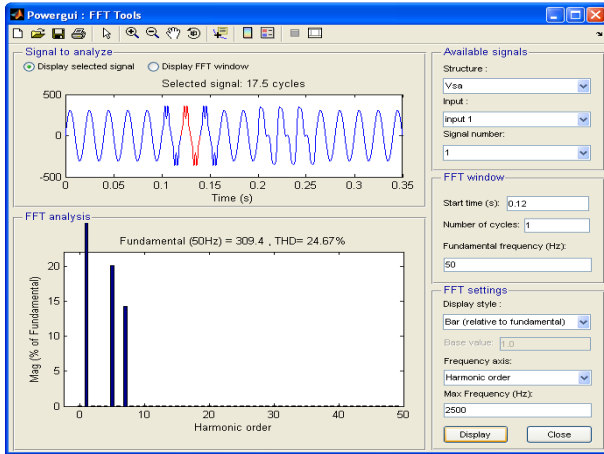 Powergui : FFT Tools
Signal to analyze
Display selected signal Display FFT window
Selected signal: 17.5 cycles
500
0
-500
0 0.05 0.1 0.15 0.2 0.25 0.3 0.35
Time (s)
FFT analysis
Fundamental (50Hz) = 309.4 , THD= 24.67%
20
15
10
5
0
Mag (% of Fundamental)
0 10 20 30 40 50
Harmonic order
Available signals
Structure :
Vsa
Input :
input 1
Signal number:
1
FFT window
Start time (s): 0.12
Number of cycles: 1
Fundamental frequency (Hz):
50
FFT settings
Display style :
Bar (relative to fundamental)
Base value: 1.0
Frequency axis:
Harmonic order
Max Frequency (Hz):
2500
Display Close